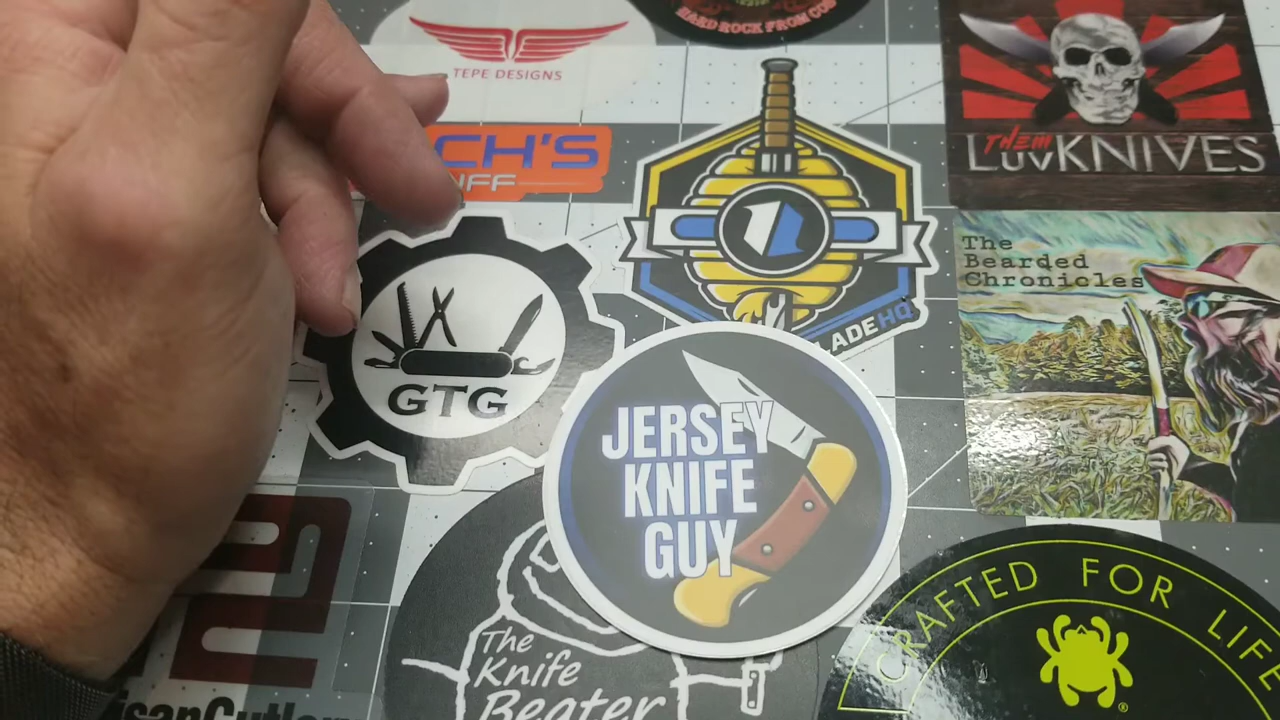 HARD ROCK FROM
TEPE DESIGNS
THEM
LUVKNIVES
The
Bearded
Chronicles
GTG
BLADEHQ
JERSEY
KNIFE
GUY
The
Knife
Beater
CRAFTED FOR LIFE
®